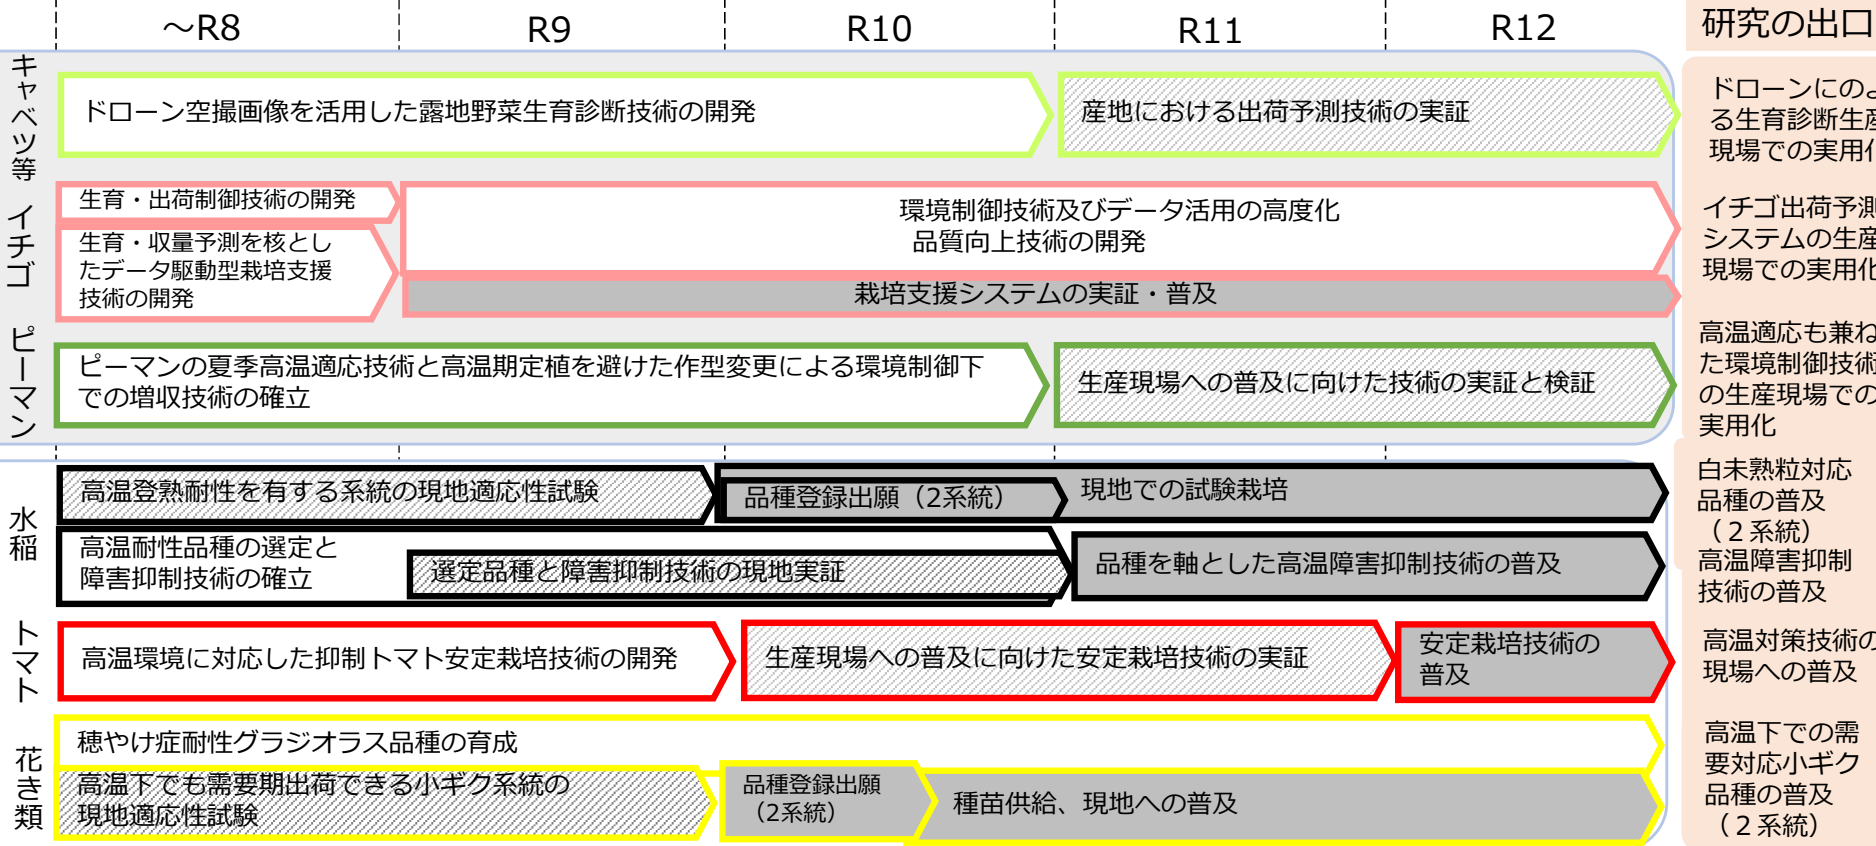 ～R8
R9
R10
R11
R12
研究の出口
キャベツ等
ドローン空撮画像を活用した露地野菜生育診断技術の開発
産地における出荷予測技術の実証
ドローンによ
る生育診断生産
現場での実用化
イチゴ
生育・出荷制御技術の開発
生育・収量予測を核とし
たデータ駆動型栽培支援
技術の開発
環境制御技術及びデータ活用の高度化
品質向上技術の開発
栽培支援システムの実証・普及
イチゴ出荷予測
システムの生産
現場での実用化
ピーマン
ピーマンの夏季高温適応技術と高温期定植を避けた作型変更による環境制御下
での増収技術の確立
生産現場への普及に向けた技術の実証と検証
高温適応も兼ね
た環境制御技術
の生産現場での
実用化
水稲
高温登熟耐性を有する系統の現地適応性試験
品種登録出願（2系統）
現地での試験栽培
高温耐性品種の選定と
障害抑制技術の確立
選定品種と障害抑制技術の現地実証
品種を軸とした高温障害抑制技術の普及
白未熟粒対応
品種の普及
（２系統）
高温障害抑制
技術の普及
トマト
高温環境に対応した抑制トマト安定栽培技術の開発
生産現場への普及に向けた安定栽培技術の実証
安定栽培技術の
普及
高温対策技術の
現場への普及
花き類
穂やけ症耐性グラジオラス品種の育成
高温下でも需要期出荷できる小ギク系統の
現地適応性試験
品種登録出願
（2系統）
種苗供給、現地への普及
高温下での需
要対応小ギク
品種の普及
（２系統）